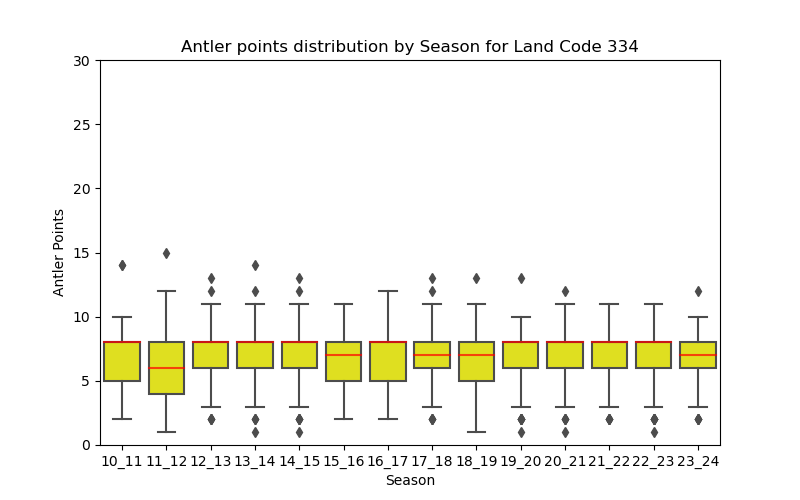 Antler points distribution by Season for Land Code 334
Antler Points
30
25
20
15
10
5
0
10_11 11_12 12_13 13_14 14_15 15_16 16_17 17_18 18_19 19_20 20_21 21_22 22_23 23_24
Season